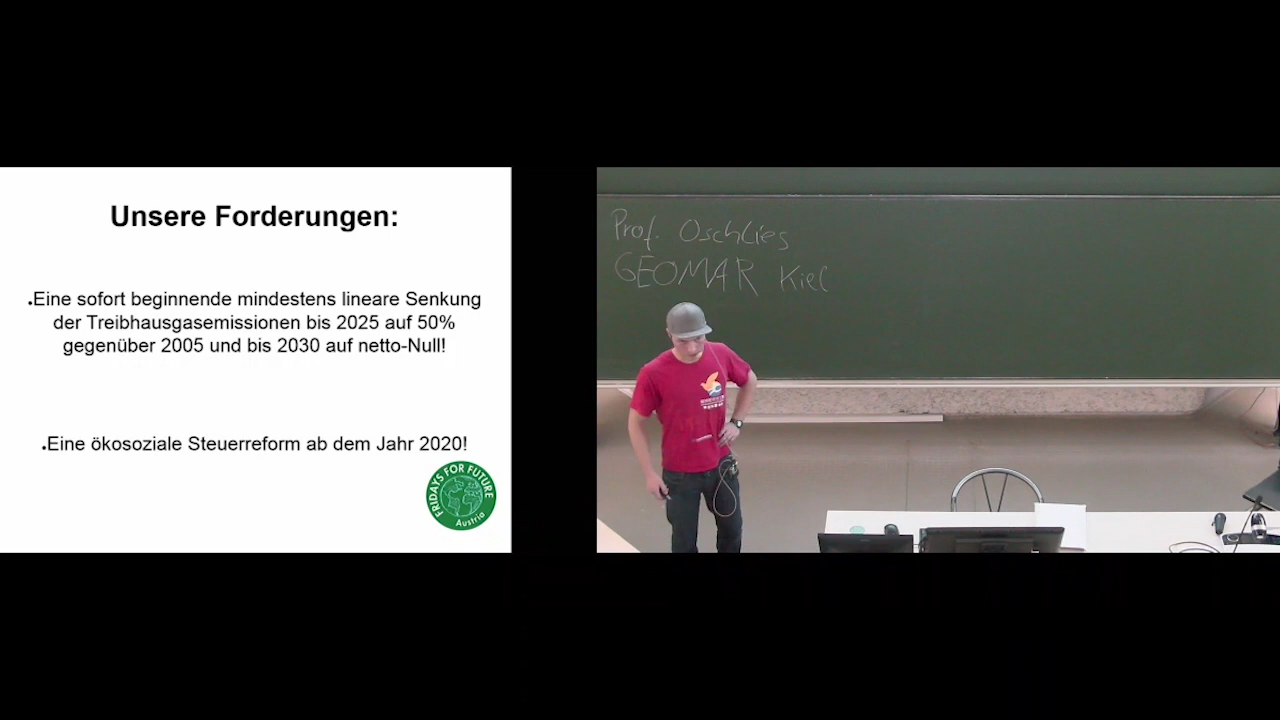 Unsere Forderungen:
.Eine sofort beginnende mindestens lineare Senkung
der Treibhausgasemissionen bis 2025 auf 50%
gegenüber 2005 und bis 2030 auf netto-Null!
.Eine ökosoziale Steuerreform ab dem Jahr 2020!
FRIDAYS FOR FUTURE
Austria
Prof. Oschlies
GEOMAR Kiel